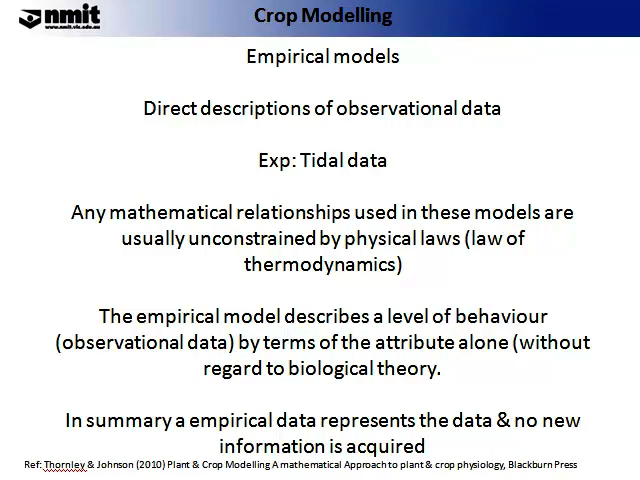 nmit
www.nmit.vic.edu.au
Crop Modelling
Empirical models
Direct descriptions of observational data
Exp: Tidal data
Any mathematical relationships used in these models are
usually unconstrained by physical laws (law of
thermodynamics)
The empirical model describes a level of behaviour
(observational data) by terms of the attribute alone (without
regard to biological theory.
In summary a empirical data represents the data & no new
information is acquired
Ref: Thornley & Johnson (2010) Plant & Crop Modelling A mathematical Approach to plant & crop physiology, Blackburn Press